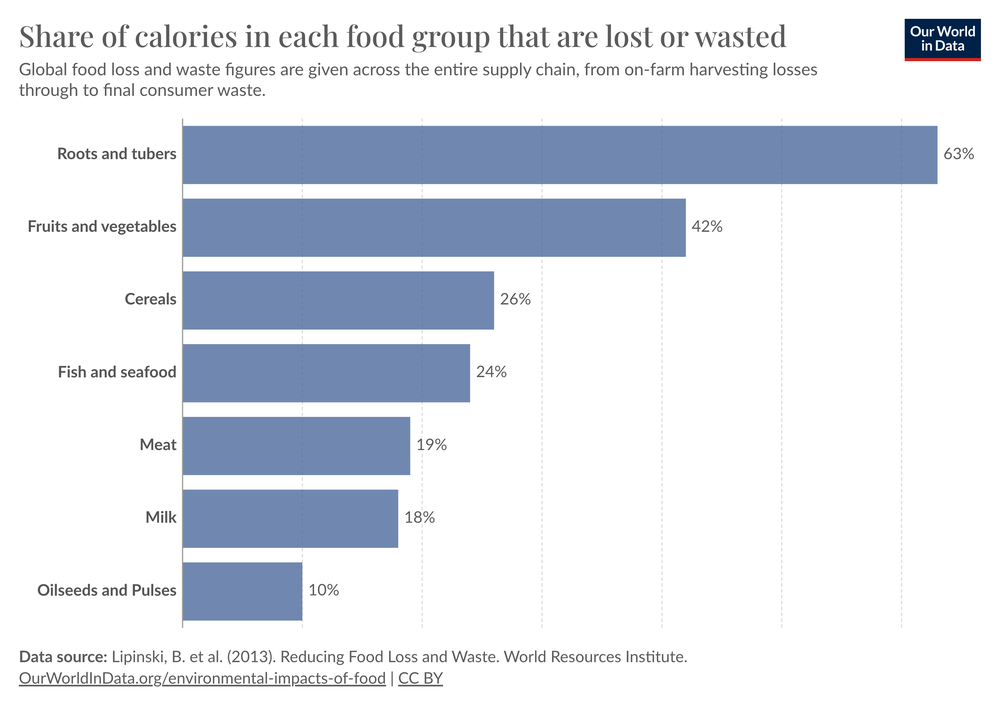 Share of calories in each food group that are lost or wasted
Our World
in Data
Global food loss and waste figures are given across the entire supply chain, from on-farm harvesting losses
through to final consumer waste.
Roots and tubers 63%
Fruits and vegetables 42%
Cereals 26%
Fish and seafood 24%
Meat 19%
Milk 18%
Oilseeds and Pulses 10%
Data source: Lipinski, B. et al. (2013). Reducing Food Loss and Waste. World Resources Institute.
OurWorldInData.org/environmental-impacts-of-food | CC BY